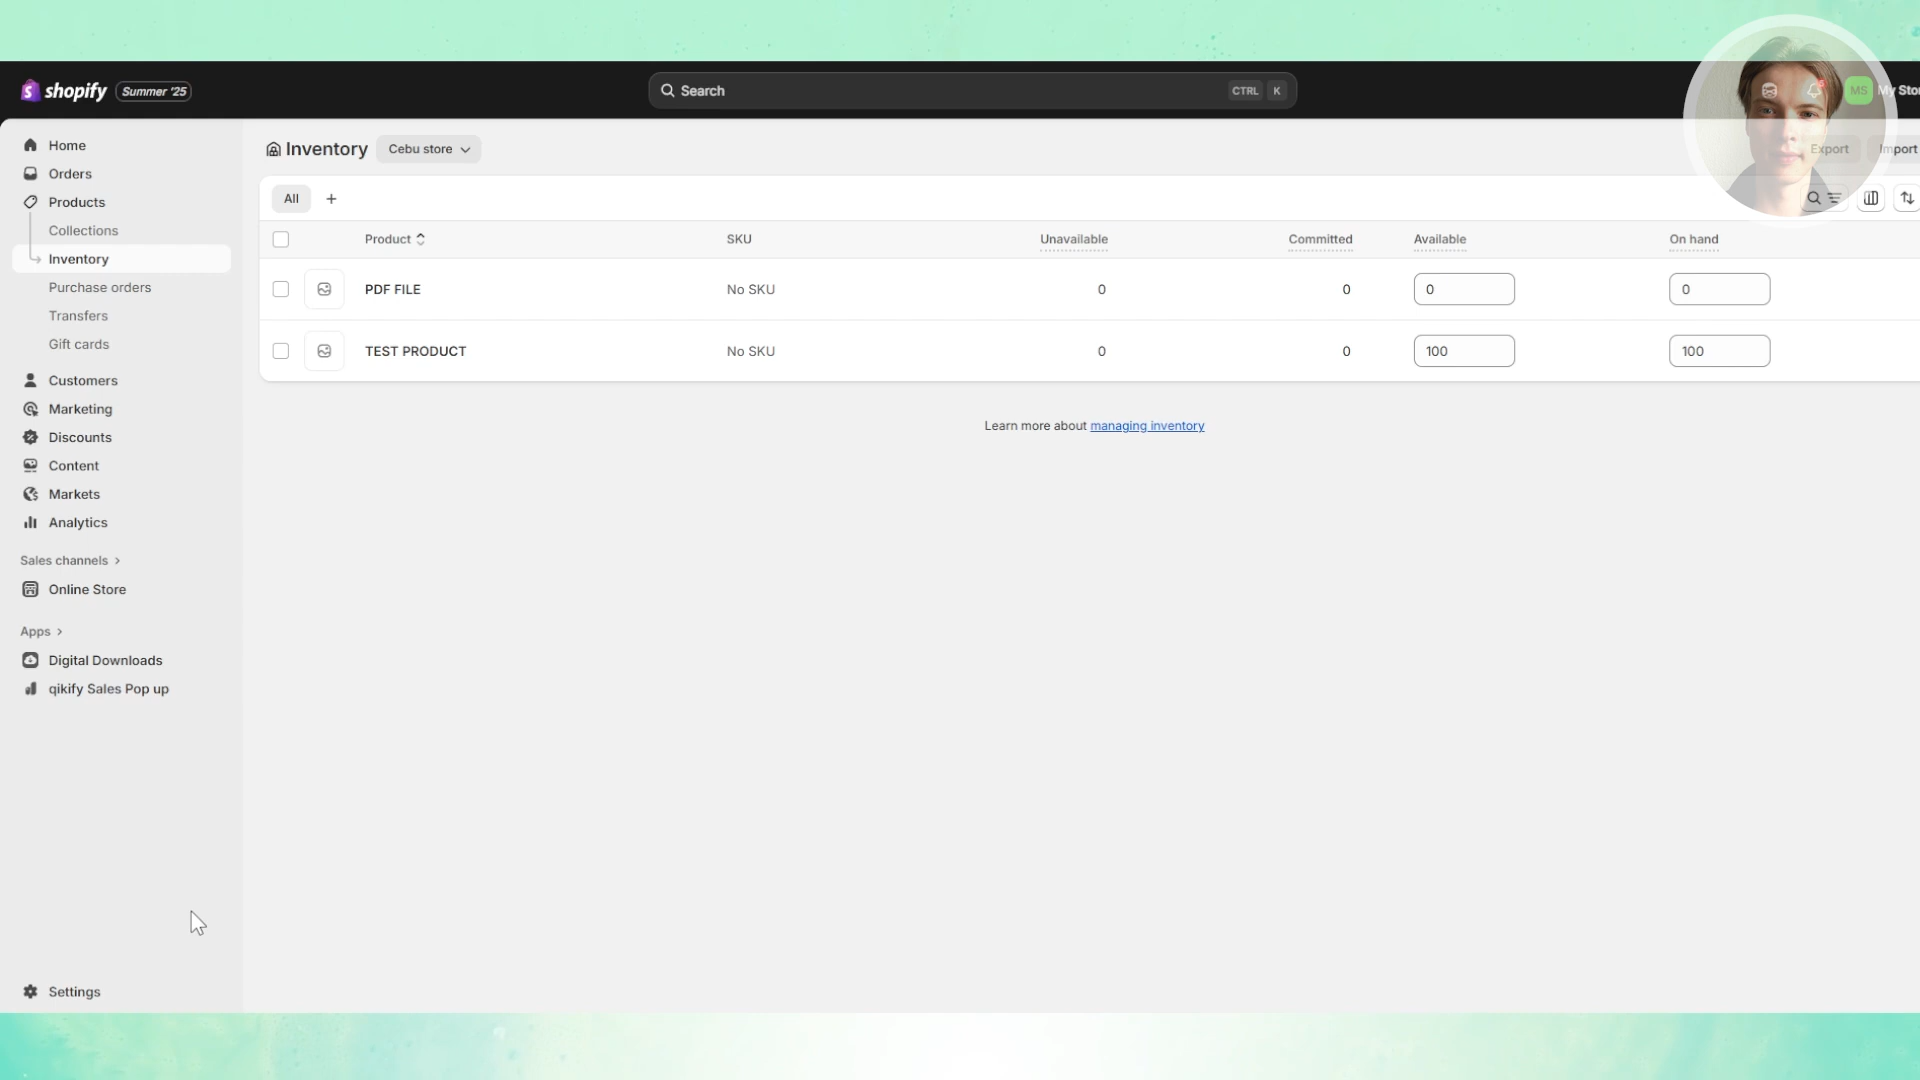 shopify Summer '25
Search CTRL K
MS My Stor
Home
Orders
Products
Collections
Inventory
Purchase orders
Transfers
Gift cards
Customers
Marketing
Discounts
Content
Markets
Analytics
Sales channels
Online Store
Apps
Digital Downloads
qikify Sales Pop up
Settings
Inventory Cebu store
Export Import
All +
Product SKU Unavailable Committed Available On hand
PDF FILE No SKU 0 0 0 0
TEST PRODUCT No SKU 0 0 100 100
Learn more about managing inventory